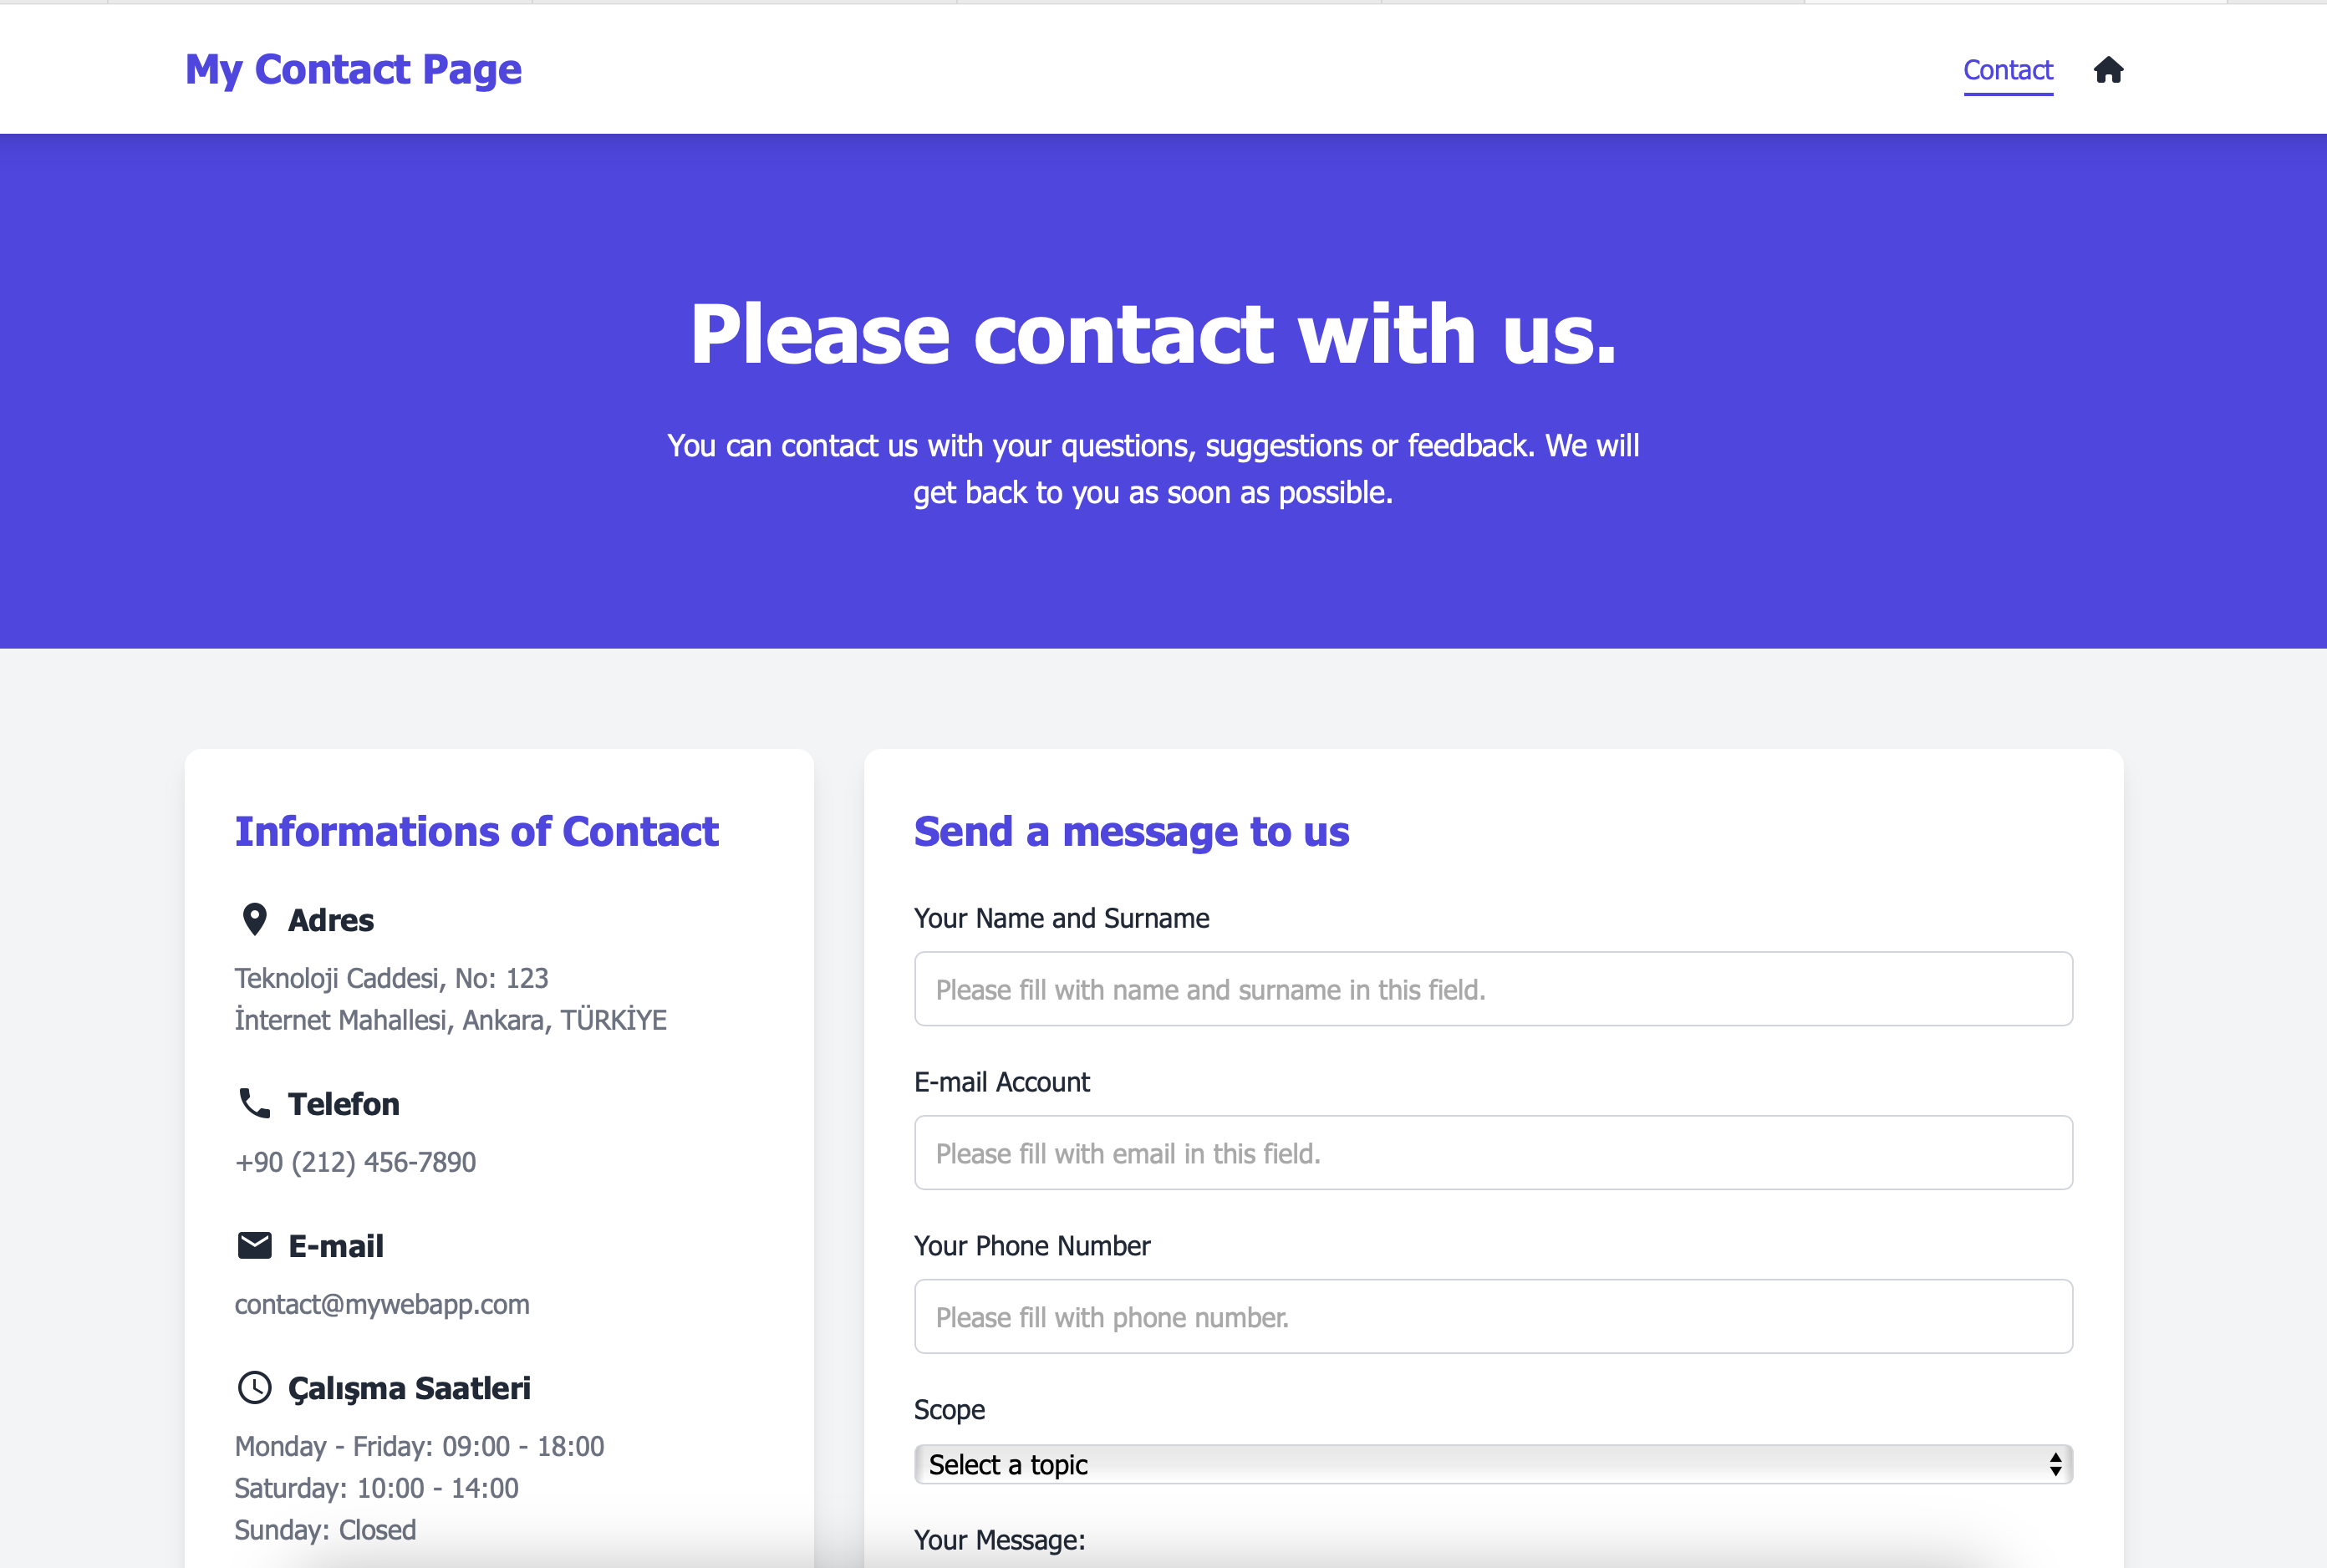 My Contact Page
Contact
Please contact with us.
You can contact us with your questions, suggestions or feedback. We will
get back to you as soon as possible.
Informations of Contact
Adres
Teknoloji Caddesi, No: 123
İnternet Mahallesi, Ankara, TÜRKİYE
Telefon
+90 (212) 456-7890
E-mail
contact@mywebapp.com
Çalışma Saatleri
Monday - Friday: 09:00 - 18:00
Saturday: 10:00 - 14:00
Sunday: Closed
Send a message to us
Your Name and Surname
Please fill with name and surname in this field.
E-mail Account
Please fill with email in this field.
Your Phone Number
Please fill with phone number.
Scope
Select a topic
Your Message: